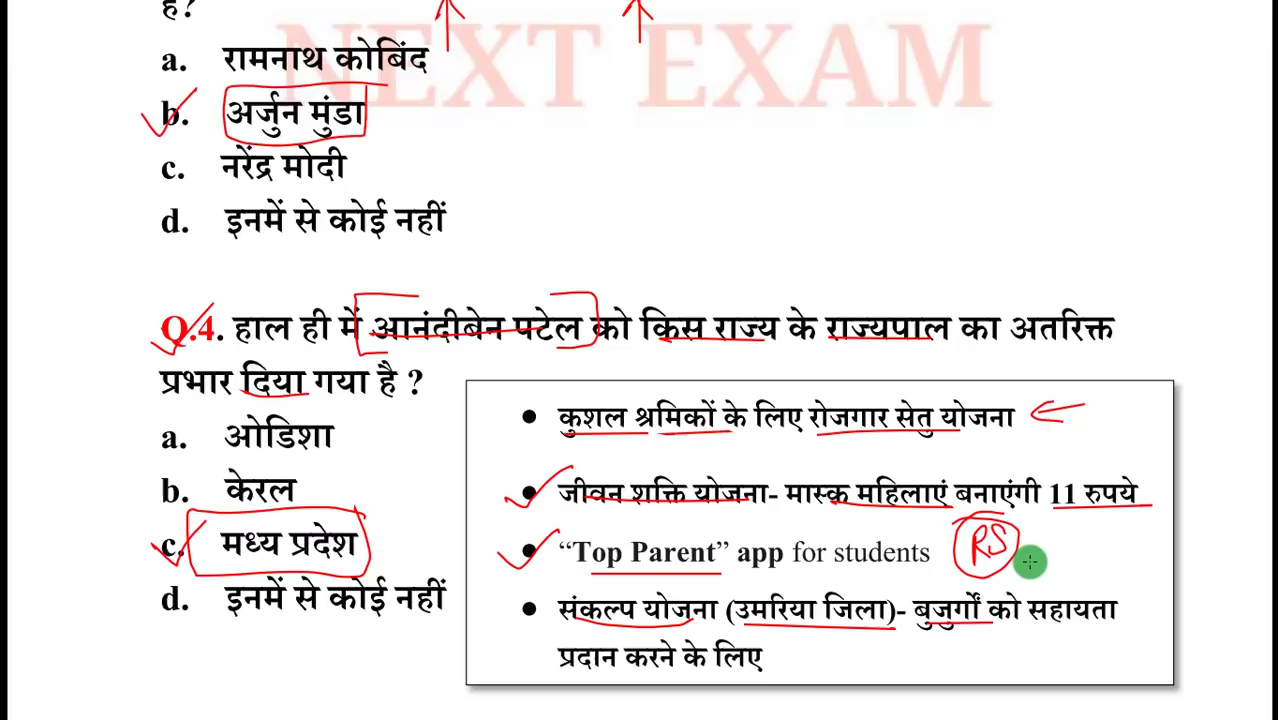 है?
NEXT EXAM
a. रामनाथ कोबिंद
b. अर्जुन मुंडा
c. नरेंद्र मोदी
d. इनमें से कोई नहीं
Q.4. हाल ही में आनंदीबेन पटेल को किस राज्य के राज्यपाल का अतरिक्त
प्रभार दिया गया है ?
a. ओडिशा
b. केरल
c. मध्य प्रदेश
d. इनमें से कोई नहीं
• कुशल श्रमिकों के लिए रोजगार सेतु योजना
• जीवन शक्ति योजना- मास्क महिलाएं बनाएंगी 11 रुपये
• “Top Parent” app for students RS
• संकल्प योजना (उमरिया जिला)- बुजुर्गों को सहायता
प्रदान करने के लिए